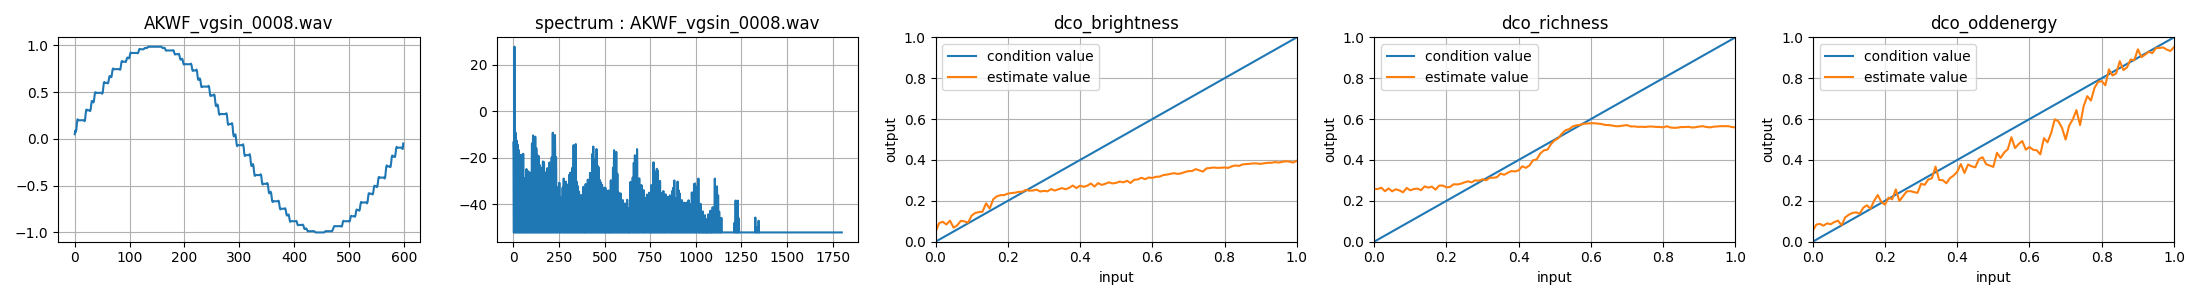 AKWF_vgsin_0008.wav
1.0
0.5
0.0
−0.5
−1.0
0 100 200 300 400 500 600
spectrum : AKWF_vgsin_0008.wav
20
0
−20
−40
0 250 500 750 1000 1250 1500 1750
dco_brightness
condition value
estimate value
output
1.0
0.8
0.6
0.4
0.2
0.0
0.0 0.2 0.4 0.6 0.8 1.0
input
dco_richness
condition value
estimate value
output
1.0
0.8
0.6
0.4
0.2
0.0
0.0 0.2 0.4 0.6 0.8 1.0
input
dco_oddenergy
condition value
estimate value
output
1.0
0.8
0.6
0.4
0.2
0.0
0.0 0.2 0.4 0.6 0.8 1.0
input